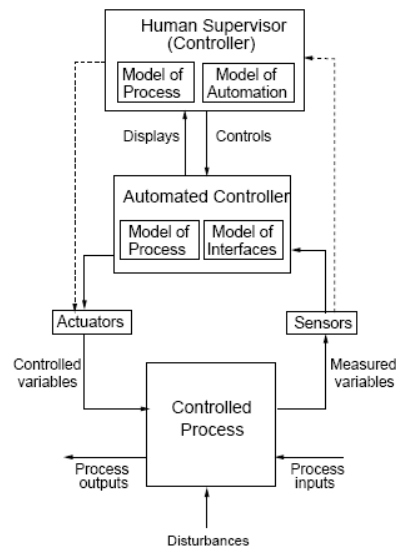 Human Supervisor
(Controller)
Model of
Process
Model of
Automation
Displays
Controls
Automated Controller
Model of
Process
Model of
Interfaces
Actuators
Sensors
Controlled
variables
Measured
variables
Controlled
Process
Process
outputs
Process
inputs
Disturbances